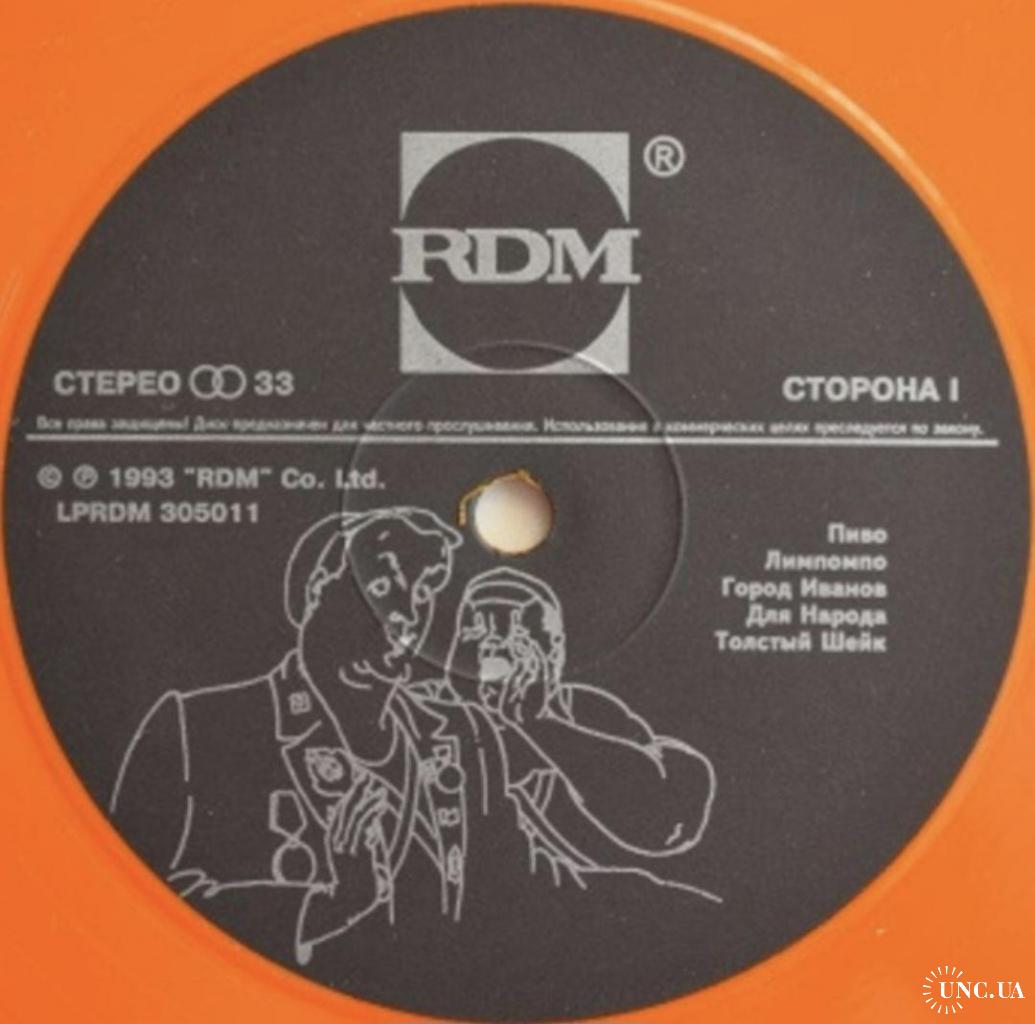 RDM
®
СТЕРЕО 33
СТОРОНА I
Все права защищены! Диск предназначен для частного прослушивания. Использование в коммерческих целях преследуется по закону.
© ℗ 1993 "RDM" Co. Ltd.
LPRDM 305011
Пиво
Лимпомпо
Город Иванов
Для Народа
Толстый Шейк
UNC.UA